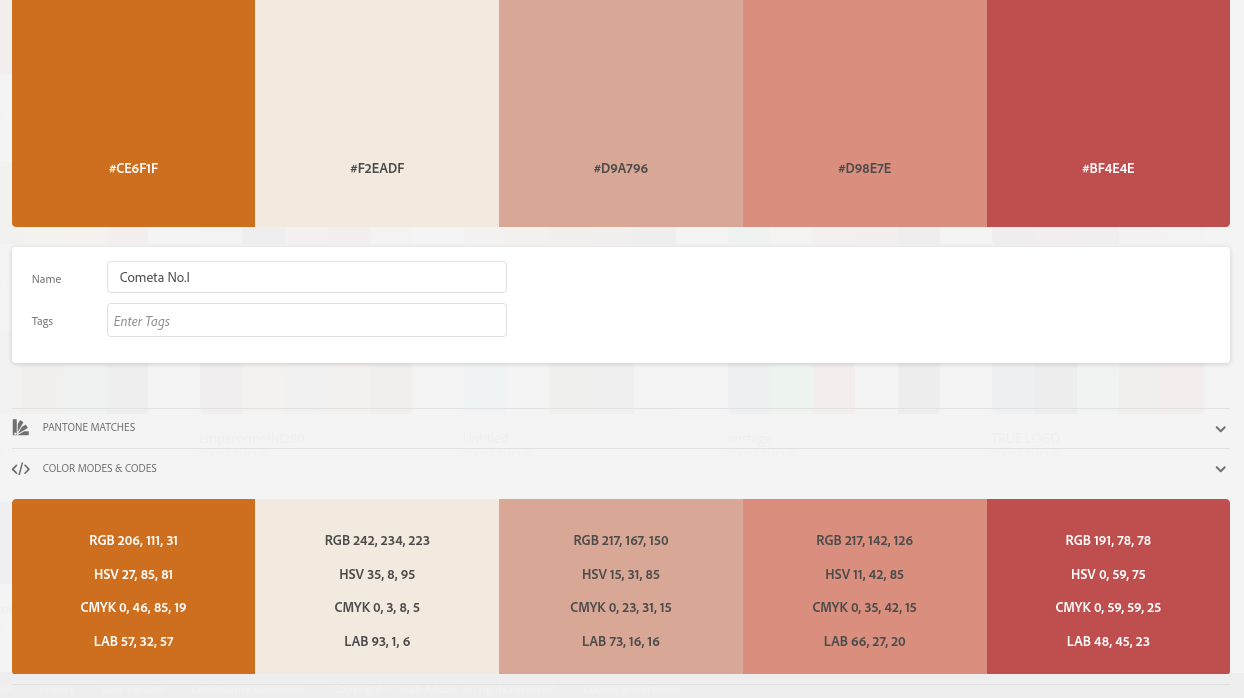 #CE6F1F #F2EADF #D9A796 #D98E7E #BF4E4E
Name Cometa No.I
Tags Enter Tags
PANTONE MATCHES
Untitled
TRUE LOGO
</> COLOR MODES & CODES
RGB 206, 111, 31 RGB 242, 234, 223 RGB 217, 167, 150 RGB 217, 142, 126 RGB 191, 78, 78
HSV 27, 85, 81 HSV 35, 8, 95 HSV 15, 31, 85 HSV 11, 42, 85 HSV 0, 59, 75
CMYK 0, 46, 85, 19 CMYK 0, 3, 8, 5 CMYK 0, 23, 31, 15 CMYK 0, 35, 42, 15 CMYK 0, 59, 59, 25
LAB 57, 32, 57 LAB 93, 1, 6 LAB 73, 16, 16 LAB 66, 27, 20 LAB 48, 45, 23